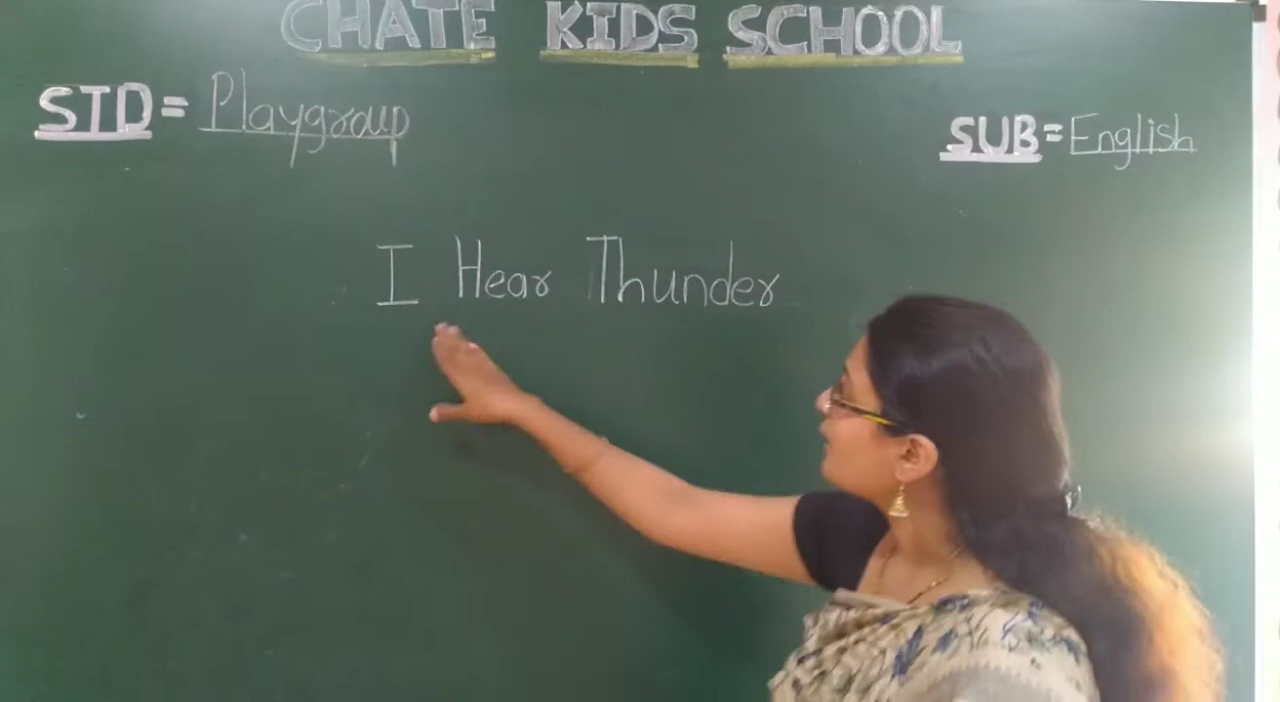 CHATE KIDS SCHOOL
STD = Playgroup
SUB = English
I Hear Thunder